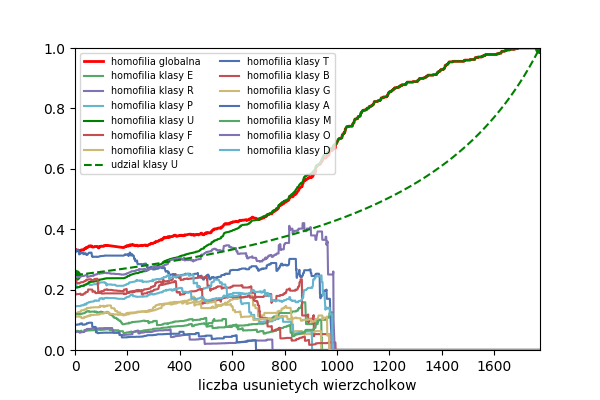 1.0
0.8
0.6
0.4
0.2
0.0
homofilia globalna
homofilia klasy E
homofilia klasy R
homofilia klasy P
homofilia klasy U
homofilia klasy F
homofilia klasy C
udzial klasy U
homofilia klasy T
homofilia klasy B
homofilia klasy G
homofilia klasy A
homofilia klasy M
homofilia klasy O
homofilia klasy D
0 200 400 600 800 1000 1200 1400 1600
liczba usunietych wierzcholkow